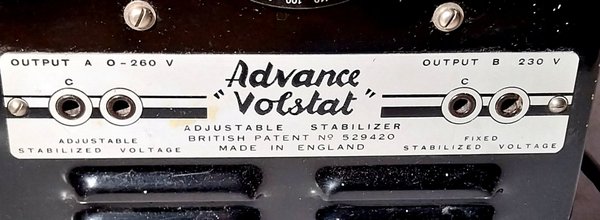 OUTPUT A 0-260 V
C
ADJUSTABLE
STABILIZED VOLTAGE
Advance
"Volstat"
ADJUSTABLE STABILIZER
BRITISH PATENT Nº 529420
MADE IN ENGLAND
OUTPUT B 230 V
C
FIXED
STABILIZED VOLTAGE